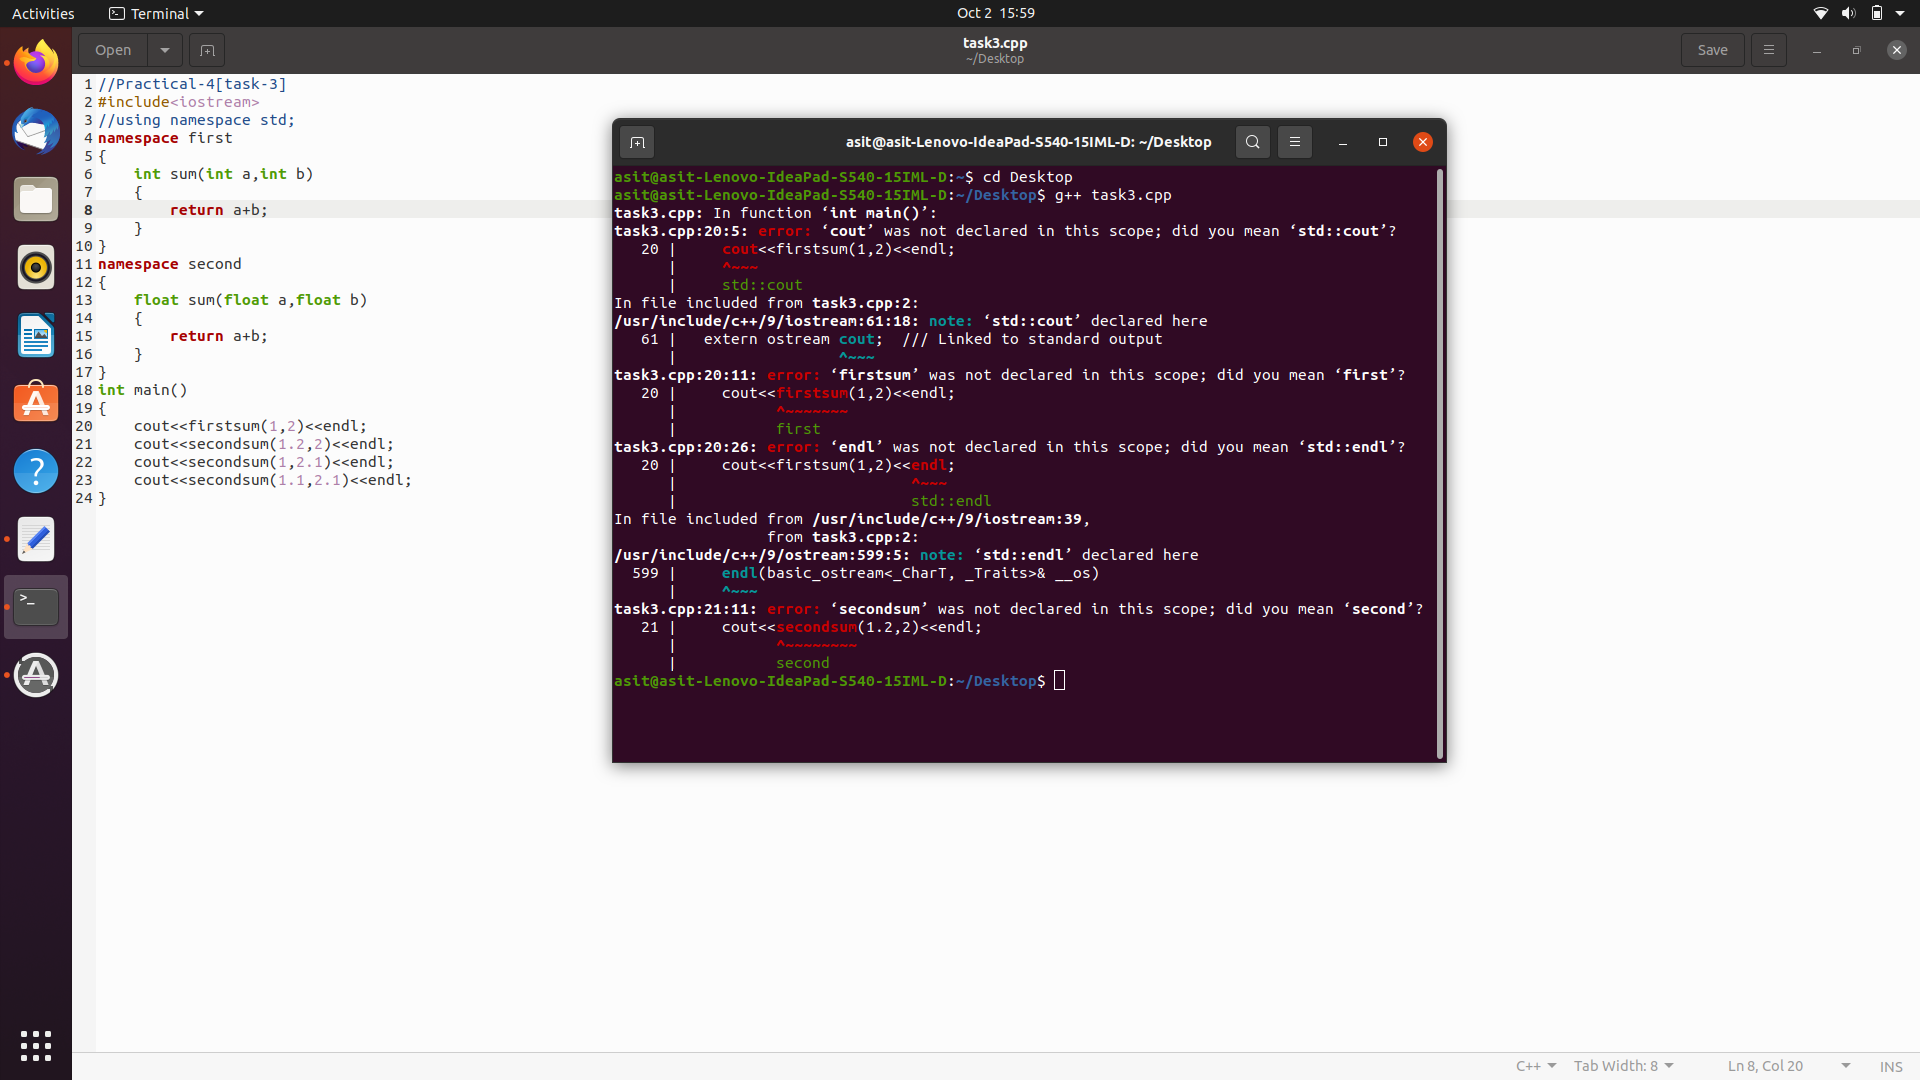 Activities
Terminal
Oct 2 15:59
Open
task3.cpp
~/Desktop
Save
1 //Practical-4[task-3]
2 #include<iostream>
3 //using namespace std;
4 namespace first
5 {
6     int sum(int a,int b)
7     {
8         return a+b;
9     }
10 }
11 namespace second
12 {
13     float sum(float a,float b)
14     {
15         return a+b;
16     }
17 }
18 int main()
19 {
20     cout<<firstsum(1,2)<<endl;
21     cout<<secondsum(1.2,2)<<endl;
22     cout<<secondsum(1,2.1)<<endl;
23     cout<<secondsum(1.1,2.1)<<endl;
24 }
asit@asit-Lenovo-IdeaPad-S540-15IML-D: ~/Desktop
asit@asit-Lenovo-IdeaPad-S540-15IML-D:~$ cd Desktop
asit@asit-Lenovo-IdeaPad-S540-15IML-D:~/Desktop$ g++ task3.cpp
task3.cpp: In function ‘int main()’:
task3.cpp:20:5: error: ‘cout’ was not declared in this scope; did you mean ‘std::cout’?
   20 |     cout<<firstsum(1,2)<<endl;
      |     ^~~~
      |     std::cout
In file included from task3.cpp:2:
/usr/include/c++/9/iostream:61:18: note: ‘std::cout’ declared here
   61 |   extern ostream cout;  /// Linked to standard output
      |                  ^~~~
task3.cpp:20:11: error: ‘firstsum’ was not declared in this scope; did you mean ‘first’?
   20 |     cout<<firstsum(1,2)<<endl;
      |           ^~~~~~~~
      |           first
task3.cpp:20:26: error: ‘endl’ was not declared in this scope; did you mean ‘std::endl’?
   20 |     cout<<firstsum(1,2)<<endl;
      |                          ^~~~
      |                          std::endl
In file included from /usr/include/c++/9/iostream:39,
                 from task3.cpp:2:
/usr/include/c++/9/ostream:599:5: note: ‘std::endl’ declared here
  599 |     endl(basic_ostream<_CharT, _Traits>& __os)
      |     ^~~~
task3.cpp:21:11: error: ‘secondsum’ was not declared in this scope; did you mean ‘second’?
   21 |     cout<<secondsum(1.2,2)<<endl;
      |           ^~~~~~~~~
      |           second
asit@asit-Lenovo-IdeaPad-S540-15IML-D:~/Desktop$
C++
Tab Width: 8
Ln 8, Col 20
INS